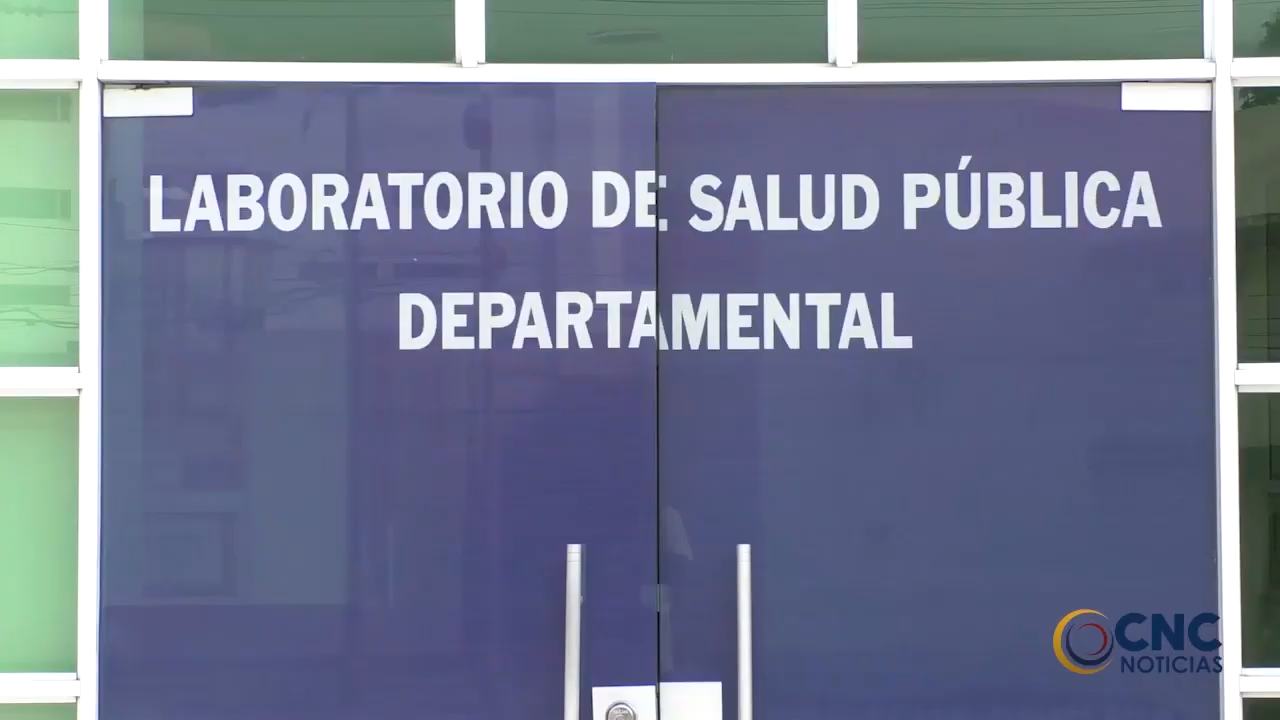 LABORATORIO DE SALUD PÚBLICA
DEPARTAMENTAL
CNC
NOTICIAS